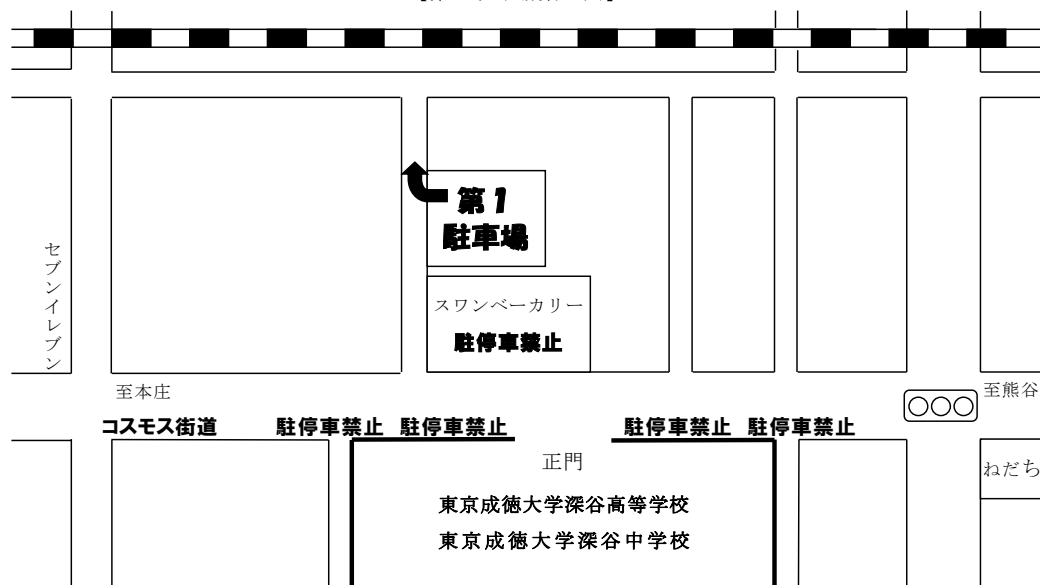 第1
駐車場
セブンイレブン
スワンベーカリー
駐停車禁止
至本庄
至熊谷
コスモス街道
駐停車禁止
駐停車禁止
駐停車禁止
駐停車禁止
正門
ねだち
東京成徳大学深谷高等学校
東京成徳大学深谷中学校